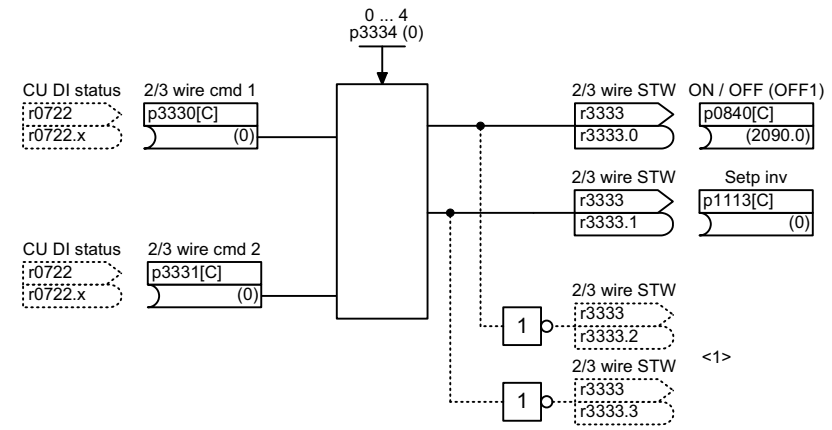 0 ... 4
p3334 (0)
CU DI status
2/3 wire cmd 1
r0722
p3330[C]
r0722.x
(0)
2/3 wire STW
ON / OFF (OFF1)
r3333
p0840[C]
r3333.0
(2090.0)
2/3 wire STW
Setp inv
r3333
p1113[C]
r3333.1
(0)
CU DI status
2/3 wire cmd 2
r0722
p3331[C]
r0722.x
(0)
2/3 wire STW
r3333
1
r3333.2
<1>
2/3 wire STW
r3333
1
r3333.3